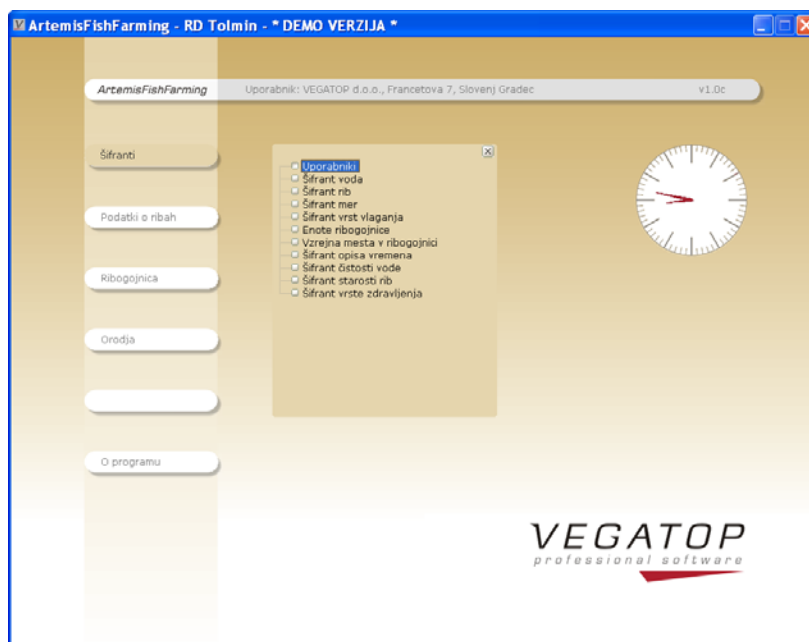 ArtemisFishFarming - RD Tolmin - * DEMO VERZIJA *
ArtemisFishFarming Uporabnik: VEGATOP d.o.o., Francetova 7, Slovenj Gradec v1.0c
Šifranti
Podatki o ribah
Ribogojnica
Orodja
O programu
Uporabniki
Šifrant voda
Šifrant rib
Šifrant mer
Šifrant vrst vlaganja
Enote ribogojnice
Vzrejna mesta v ribogojnici
Šifrant opisa vremena
Šifrant čistosti vode
Šifrant starosti rib
Šifrant vrste zdravljenja
VEGATOP
professional software